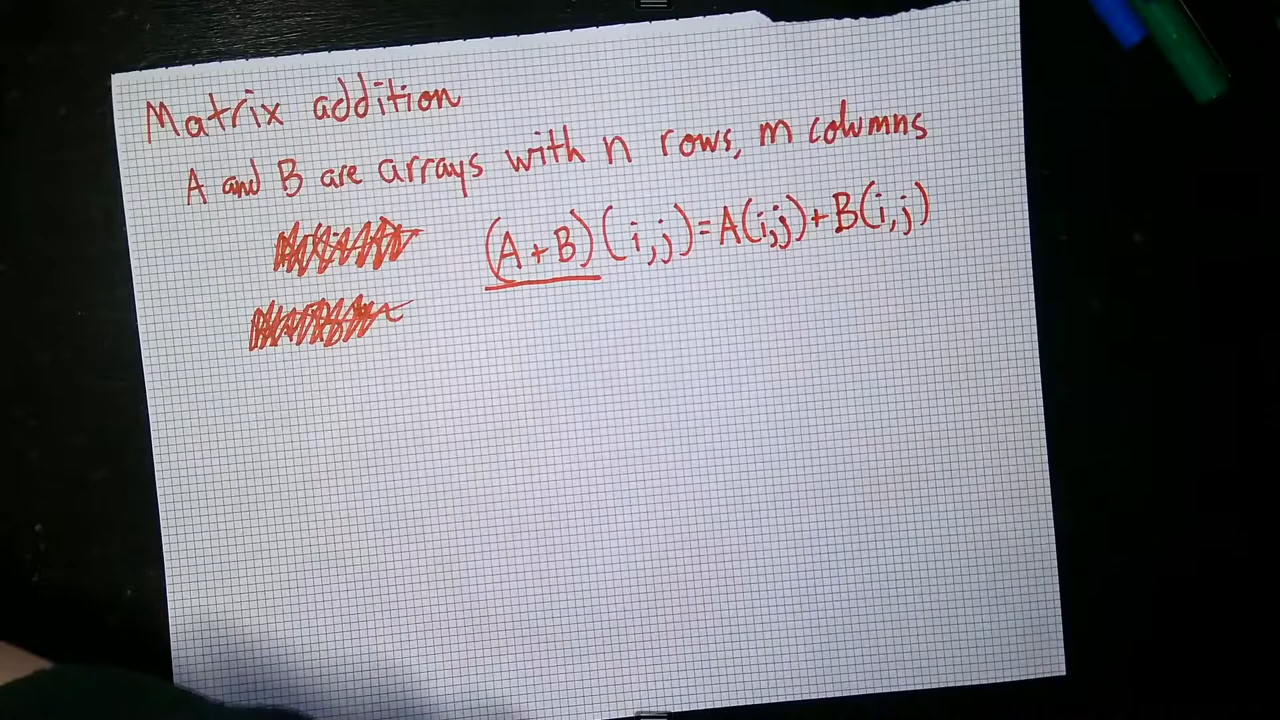 Matrix addition
A and B are arrays with n rows, m columns
(A+B)(i,j)=A(i,j)+B(i,j)